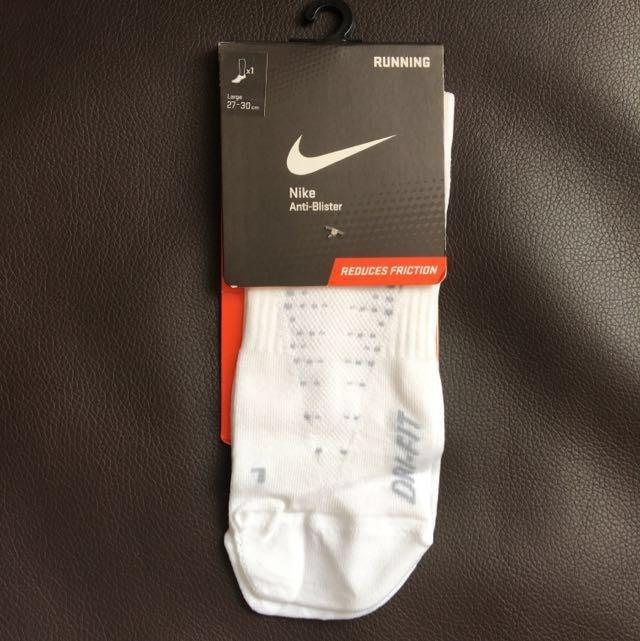 x1
RUNNING
Large
27-30cm
Nike
Anti-Blister
REDUCES FRICTION
DRI-FIT